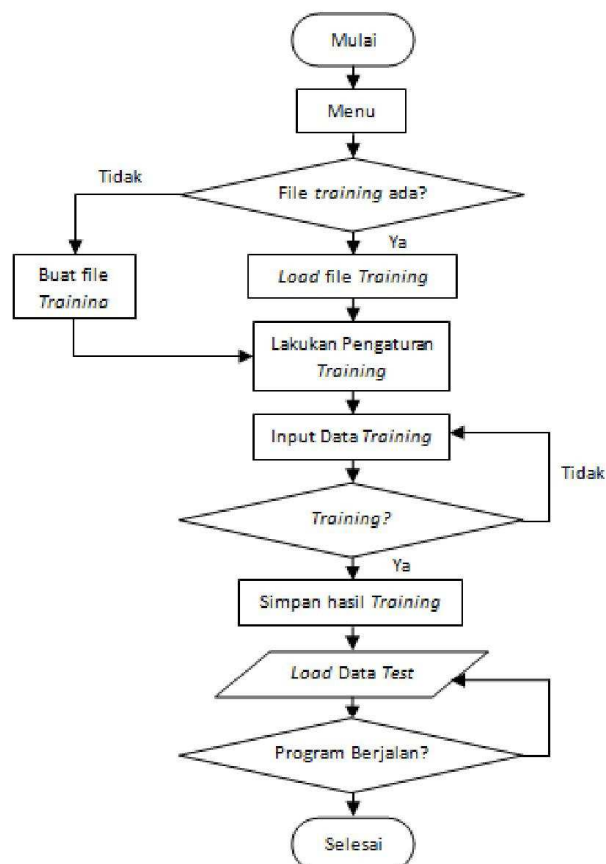 Mulai
Menu
Tidak
File training ada?
Ya
Buat file
Trainina
Load file Training
Lakukan Pengaturan
Training
Input Data Training
Tidak
Training?
Ya
Simpan hasil Training
Load Data Test
Program Berjalan?
Selesai